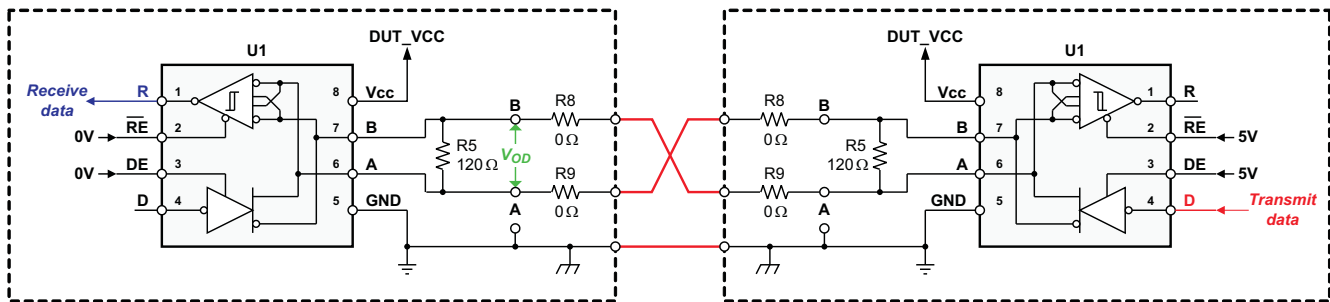 U1
DUT_VCC
Receive data
R
1
8
Vcc
0V
RE
2
7
B
0V
DE
3
6
A
D
4
5
GND
R5
120 Ω
B
VOD
A
R8
0 Ω
R9
0 Ω
DUT_VCC
U1
R8
0 Ω
B
R5
120 Ω
R9
0 Ω
A
Vcc
8
1
R
B
7
2
RE
5V
A
6
3
DE
5V
GND
5
4
D
Transmit data